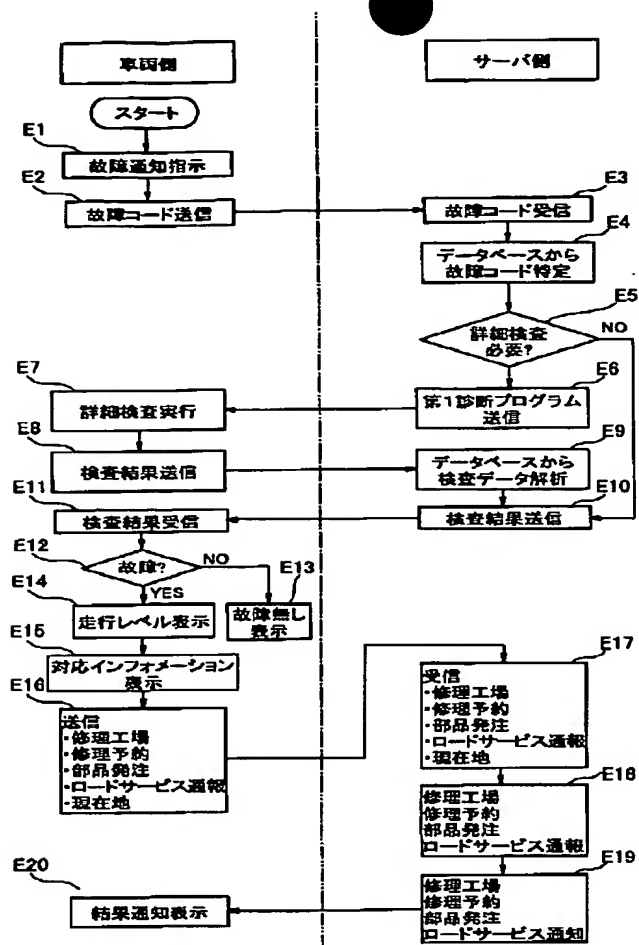 車両側
サーバ側
スタート
E1
故障通知指示
E2
故障コード送信
E3
故障コード受信
E4
データベースから
故障コード特定
E5
詳細検査
必要?
NO
E6
第1診断プログラム
送信
E7
詳細検査実行
E8
検査結果送信
E9
データベースから
検査データ解析
E10
検査結果送信
E11
検査結果受信
E12
故障?
NO
YES
E13
故障無し
表示
E14
走行レベル表示
E15
対応インフォメーション
表示
E16
送信
・修理工場
・修理予約
・部品発注
・ロードサービス通報
・現在地
E17
受信
・修理工場
・修理予約
・部品発注
・ロードサービス通報
・現在地
E18
修理工場
修理予約
部品発注
ロードサービス通報
E19
修理工場
修理予約
部品発注
ロードサービス通知
E20
結果通知表示